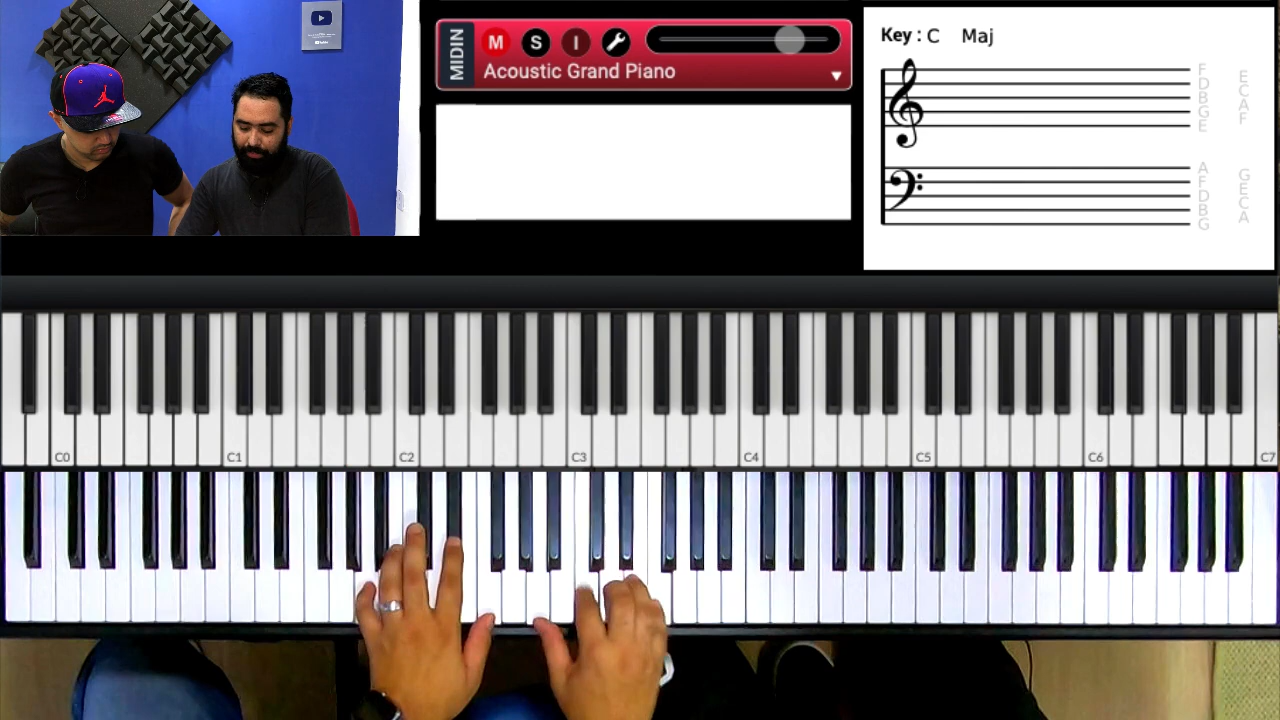 MIDIN
M S I
Acoustic Grand Piano
Key : C Maj
F
D
B
G
E
E
C
A
F
A
F
D
B
G
G
E
C
A
C0 C1 C2 C3 C4 C5 C6 C7